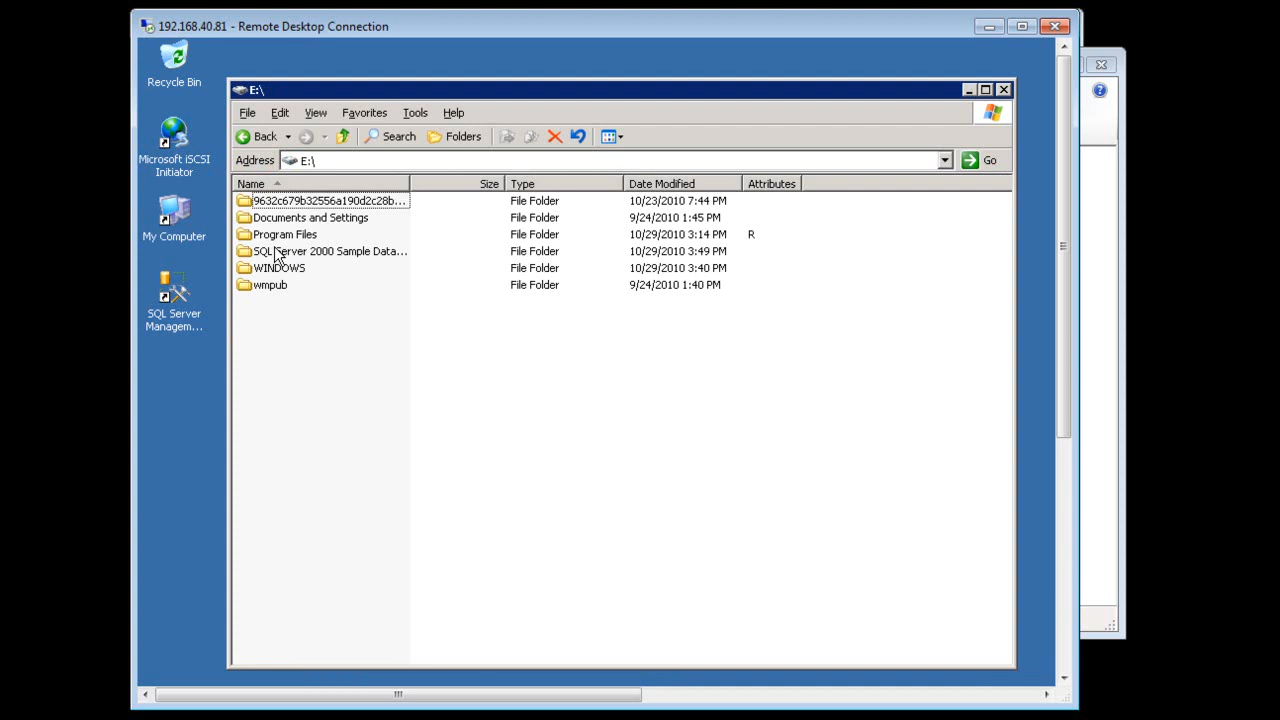 192.168.40.81 - Remote Desktop Connection
Recycle Bin
Microsoft iSCSI
Initiator
My Computer
SQL Server
Managem...
E:\
File Edit View Favorites Tools Help
Back Search Folders
Address E:\ Go
Name Size Type Date Modified Attributes
9632c679b32556a190d2c28b... File Folder 10/23/2010 7:44 PM
Documents and Settings File Folder 9/24/2010 1:45 PM
Program Files File Folder 10/29/2010 3:14 PM R
SQL Server 2000 Sample Data... File Folder 10/29/2010 3:49 PM
WINDOWS File Folder 10/29/2010 3:40 PM
wmpub File Folder 9/24/2010 1:40 PM